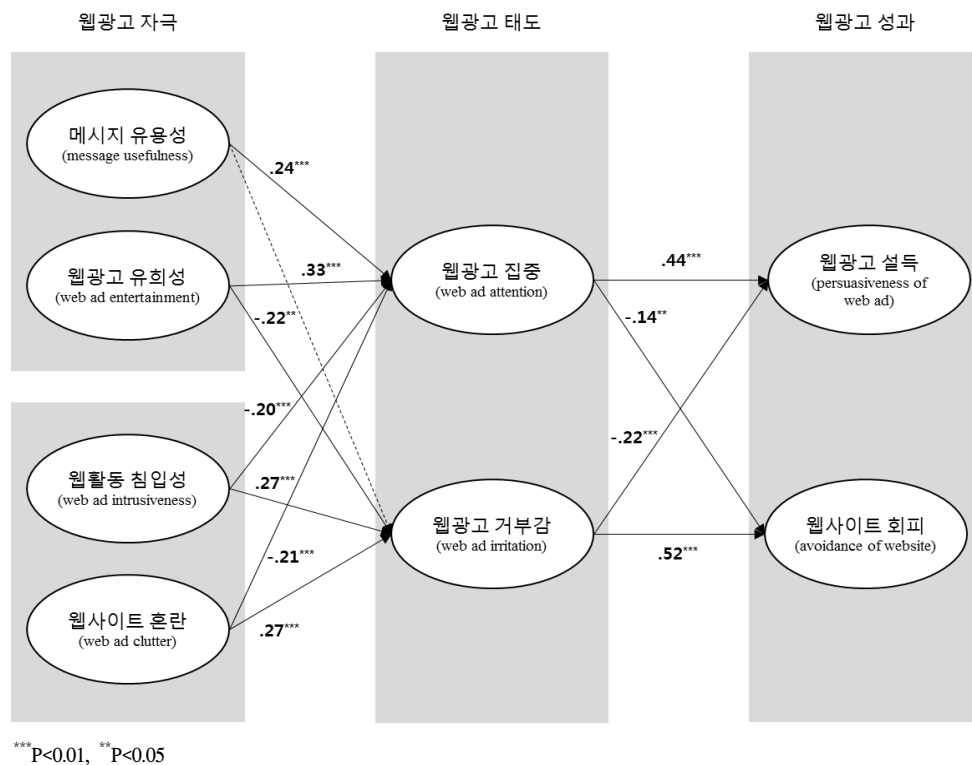 웹광고 자극
웹광고 태도
웹광고 성과
메시지 유용성
(message usefulness)
.24***
웹광고 유희성
(web ad entertainment)
.33***
-.22**
웹광고 집중
(web ad attention)
.44***
-.14**
웹광고 설득
(persuasiveness of
web ad)
웹활동 침입성
(web ad intrusiveness)
-.20***
.27***
웹광고 거부감
(web ad irritation)
-.22***
.52***
웹사이트 회피
(avoidance of website)
웹사이트 혼란
(web ad clutter)
-.21***
.27***
***P<0.01, **P<0.05